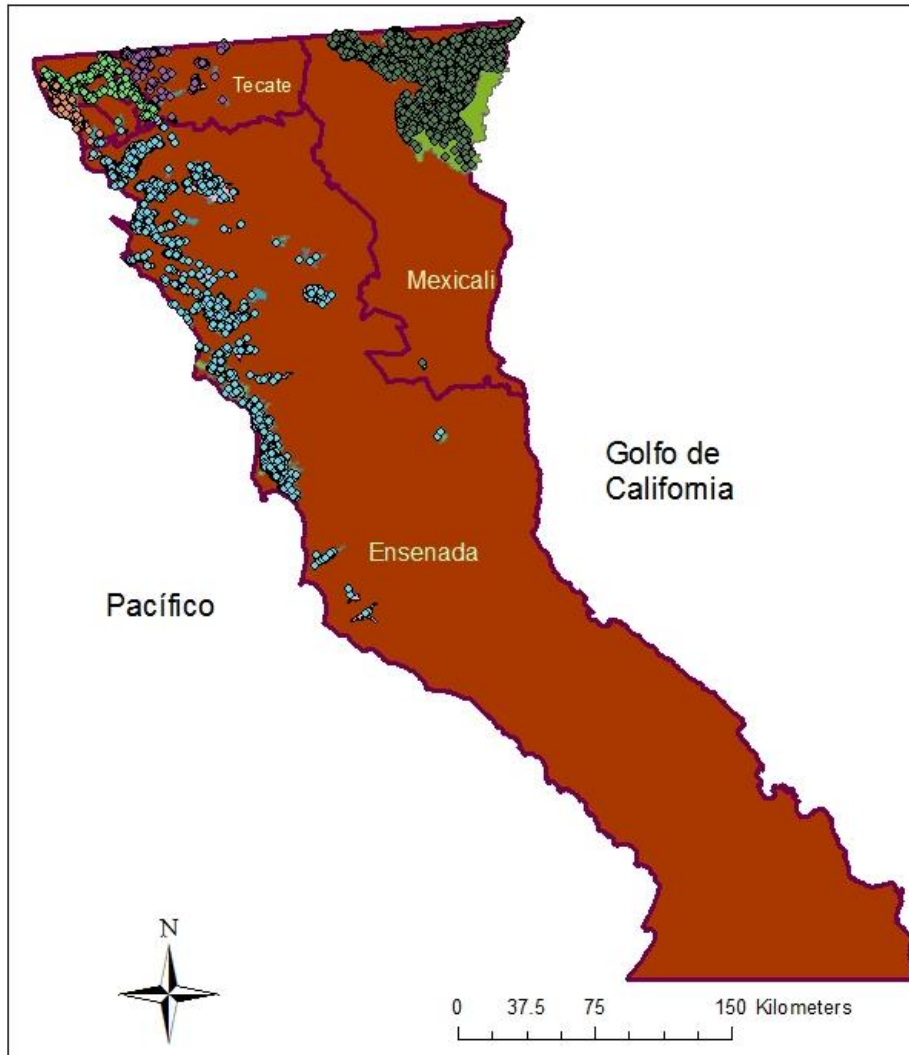 Tecate
Mexicali
Golfo de
California
Ensenada
Pacífico
N
0 37.5 75 150 Kilometers